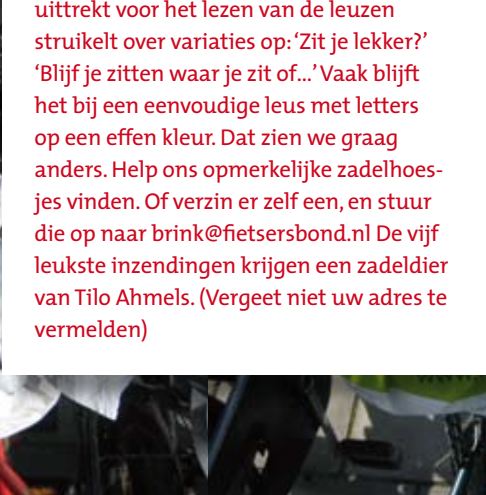 uittrekt voor het lezen van de leuzen
struikelt over variaties op: ‘Zit je lekker?’
‘Blijf je zitten waar je zit of...’ Vaak blijft
het bij een eenvoudige leus met letters
op een effen kleur. Dat zien we graag
anders. Help ons opmerkelijke zadelhoes-
jes vinden. Of verzin er zelf een, en stuur
die op naar brink@fietsersbond.nl De vijf
leukste inzendingen krijgen een zadeldier
van Tilo Ahmels. (Vergeet niet uw adres te
vermelden)